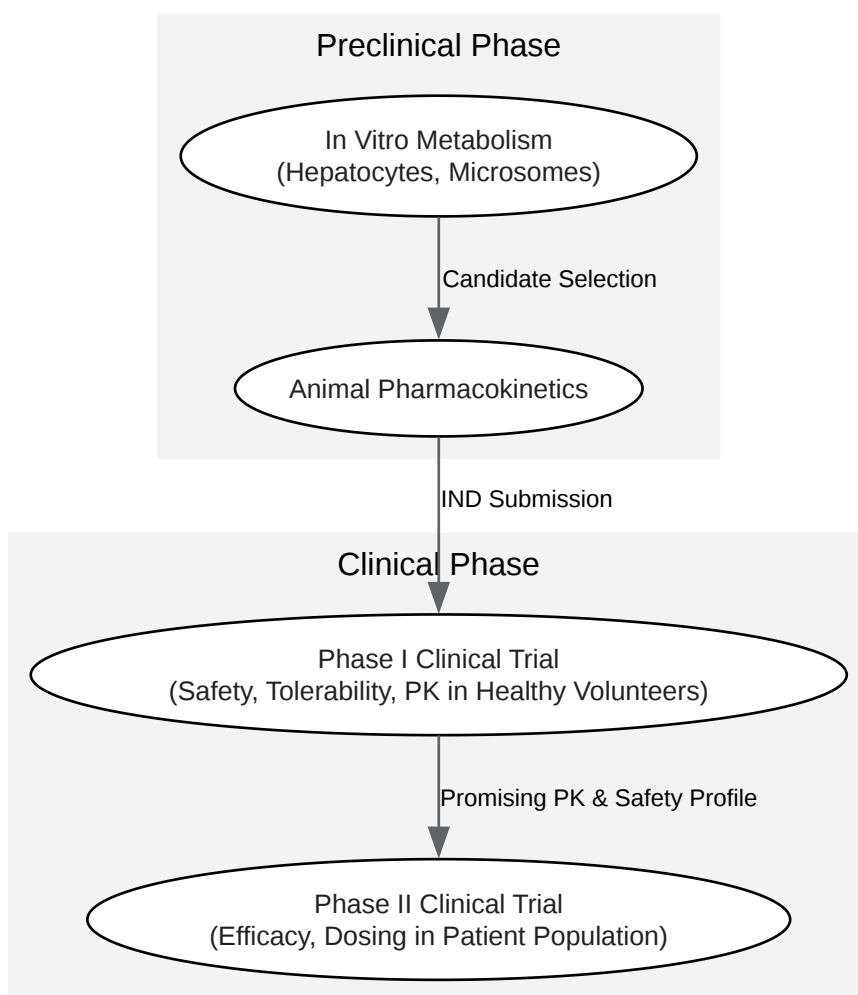 Preclinical Phase
In Vitro Metabolism
(Hepatocytes, Microsomes)
Candidate Selection
Animal Pharmacokinetics
IND Submission
Clinical Phase
Phase I Clinical Trial
(Safety, Tolerability, PK in Healthy Volunteers)
Promising PK & Safety Profile
Phase II Clinical Trial
(Efficacy, Dosing in Patient Population)